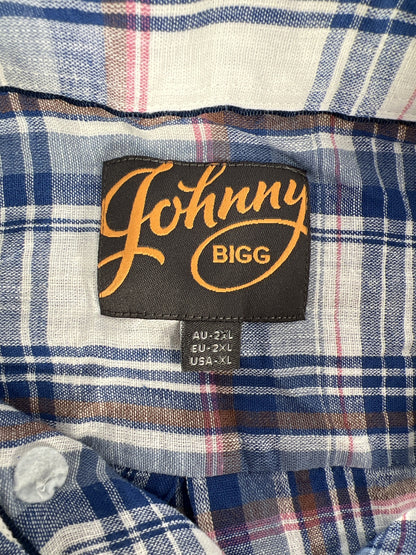 Johnny
BIGG
AU-2XL
EU-2XL
USA-XL